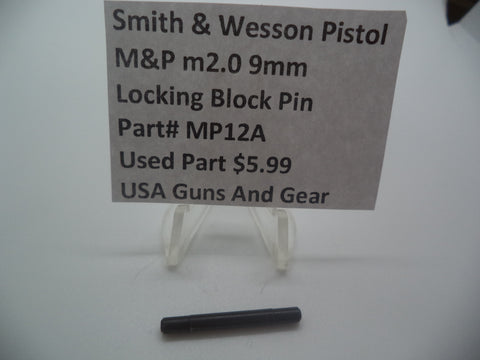 Smith & Wesson Pistol
M&P m2.0 9mm
Locking Block Pin
Part# MP12A
Used Part $5.99
USA Guns And Gear